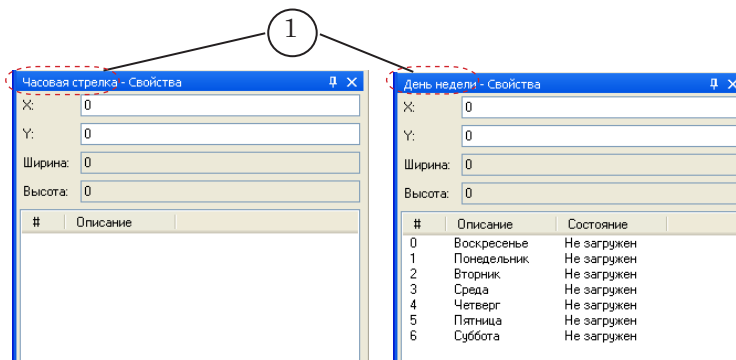 1
Часовая стрелка - Свойства
X: 0
Y: 0
Ширина: 0
Высота: 0
# Описание
День недели - Свойства
X: 0
Y: 0
Ширина: 0
Высота: 0
# Описание Состояние
0 Воскресенье Не загружен
1 Понедельник Не загружен
2 Вторник Не загружен
3 Среда Не загружен
4 Четверг Не загружен
5 Пятница Не загружен
6 Суббота Не загружен